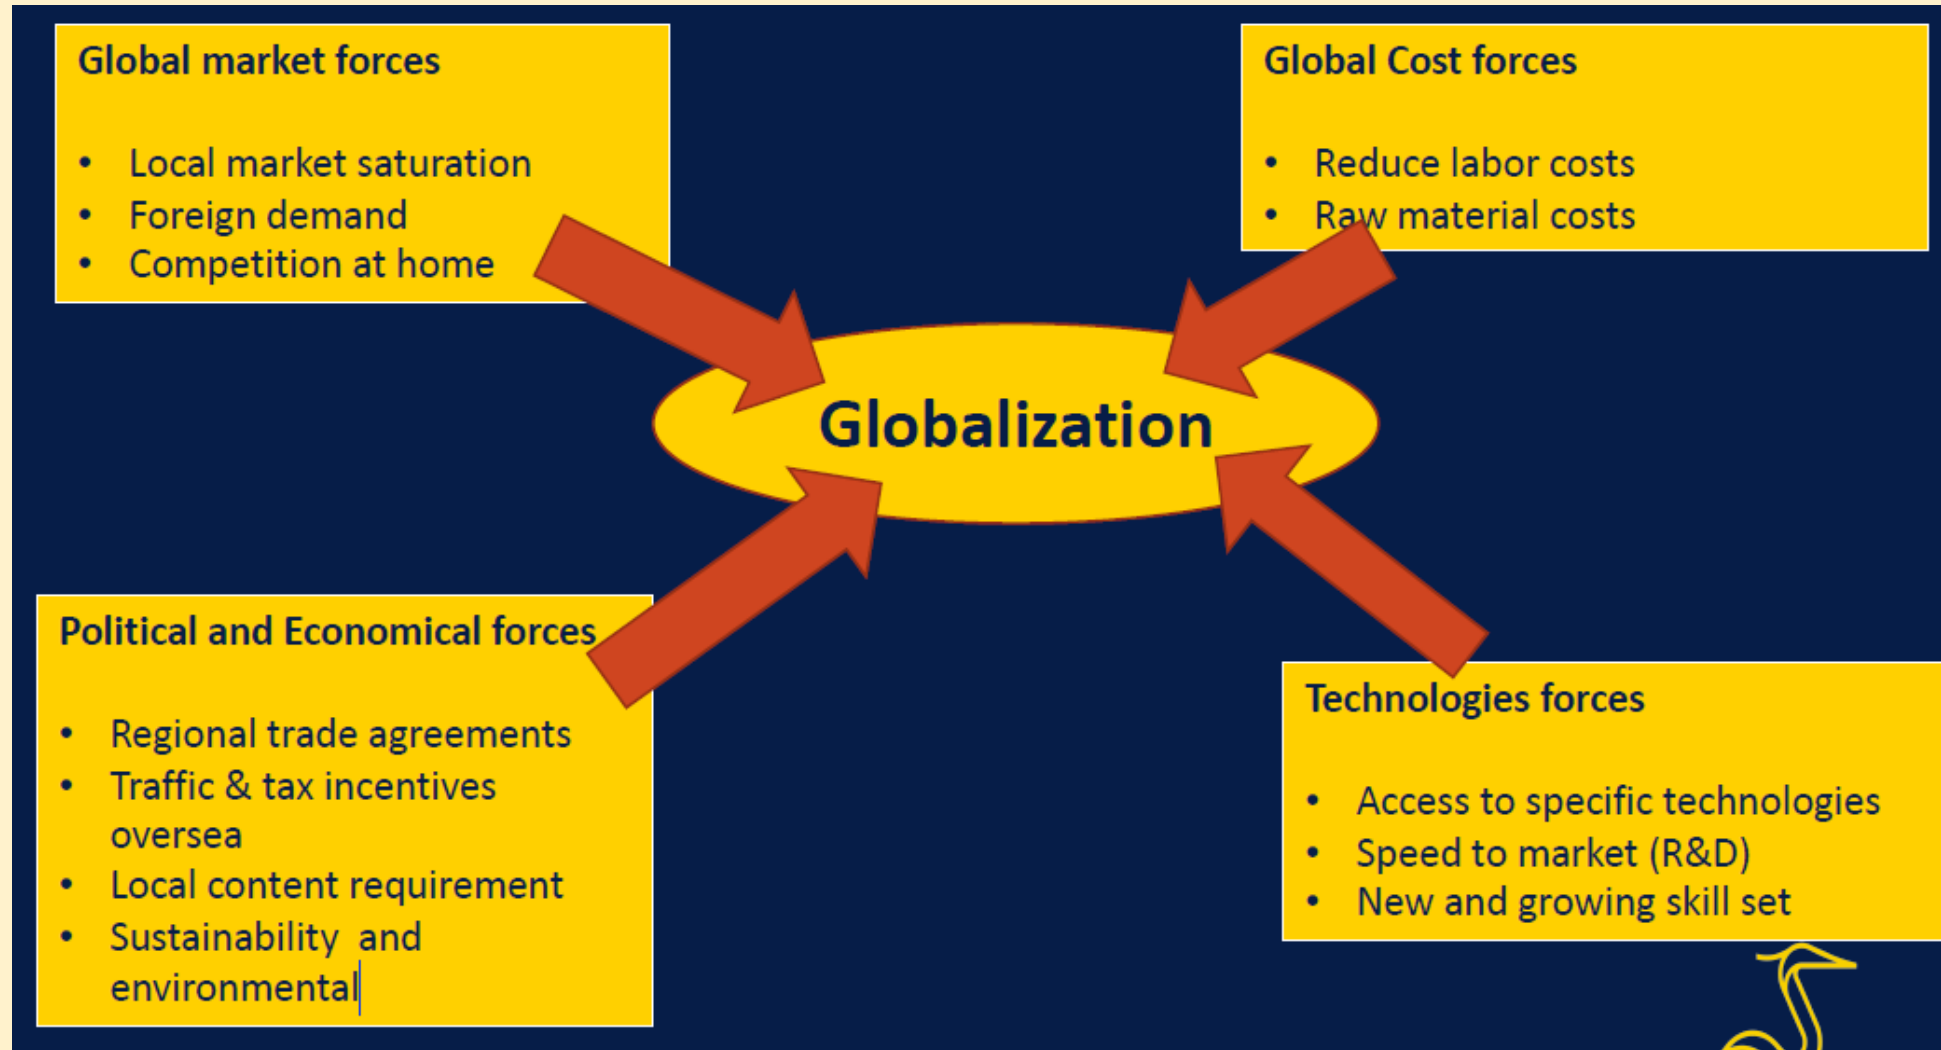 Global market forces
• Local market saturation
• Foreign demand
• Competition at home
Global Cost forces
• Reduce labor costs
• Raw material costs
Globalization
Political and Economical forces
• Regional trade agreements
• Traffic & tax incentives
oversea
• Local content requirement
• Sustainability and
environmental
Technologies forces
• Access to specific technologies
• Speed to market (R&D)
• New and growing skill set